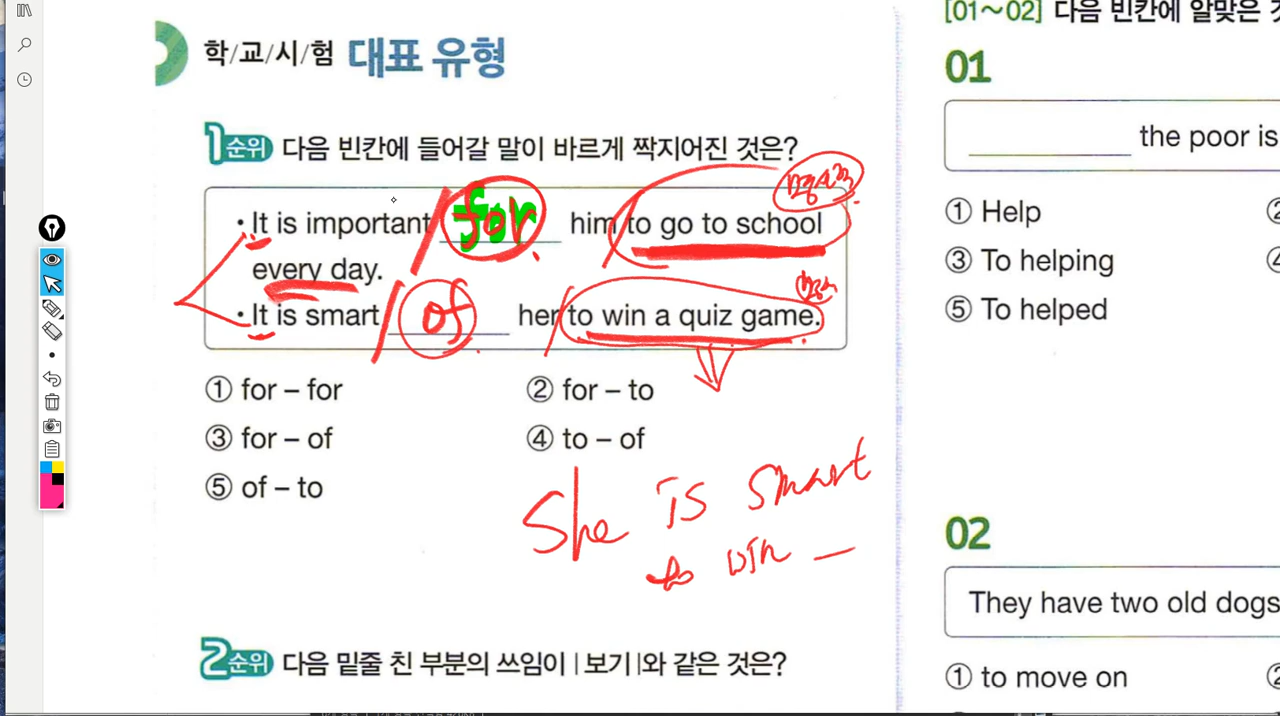 학/교/시/험 대표 유형
1순위 다음 빈칸에 들어갈 말이 바르게 짝지어진 것은?
명사적
• It is important for him to go to school
every day.
• It is smart of her to win a quiz game.
① for – for ② for – to
③ for – of ④ to – of
⑤ of – to
She is smart
to win –
2순위 다음 밑줄 친 부분의 쓰임이 |보기|와 같은 것은?
[01~02] 다음 빈칸에 알맞은
01
the poor is
① Help
③ To helping
⑤ To helped
02
They have two old dogs
① to move on